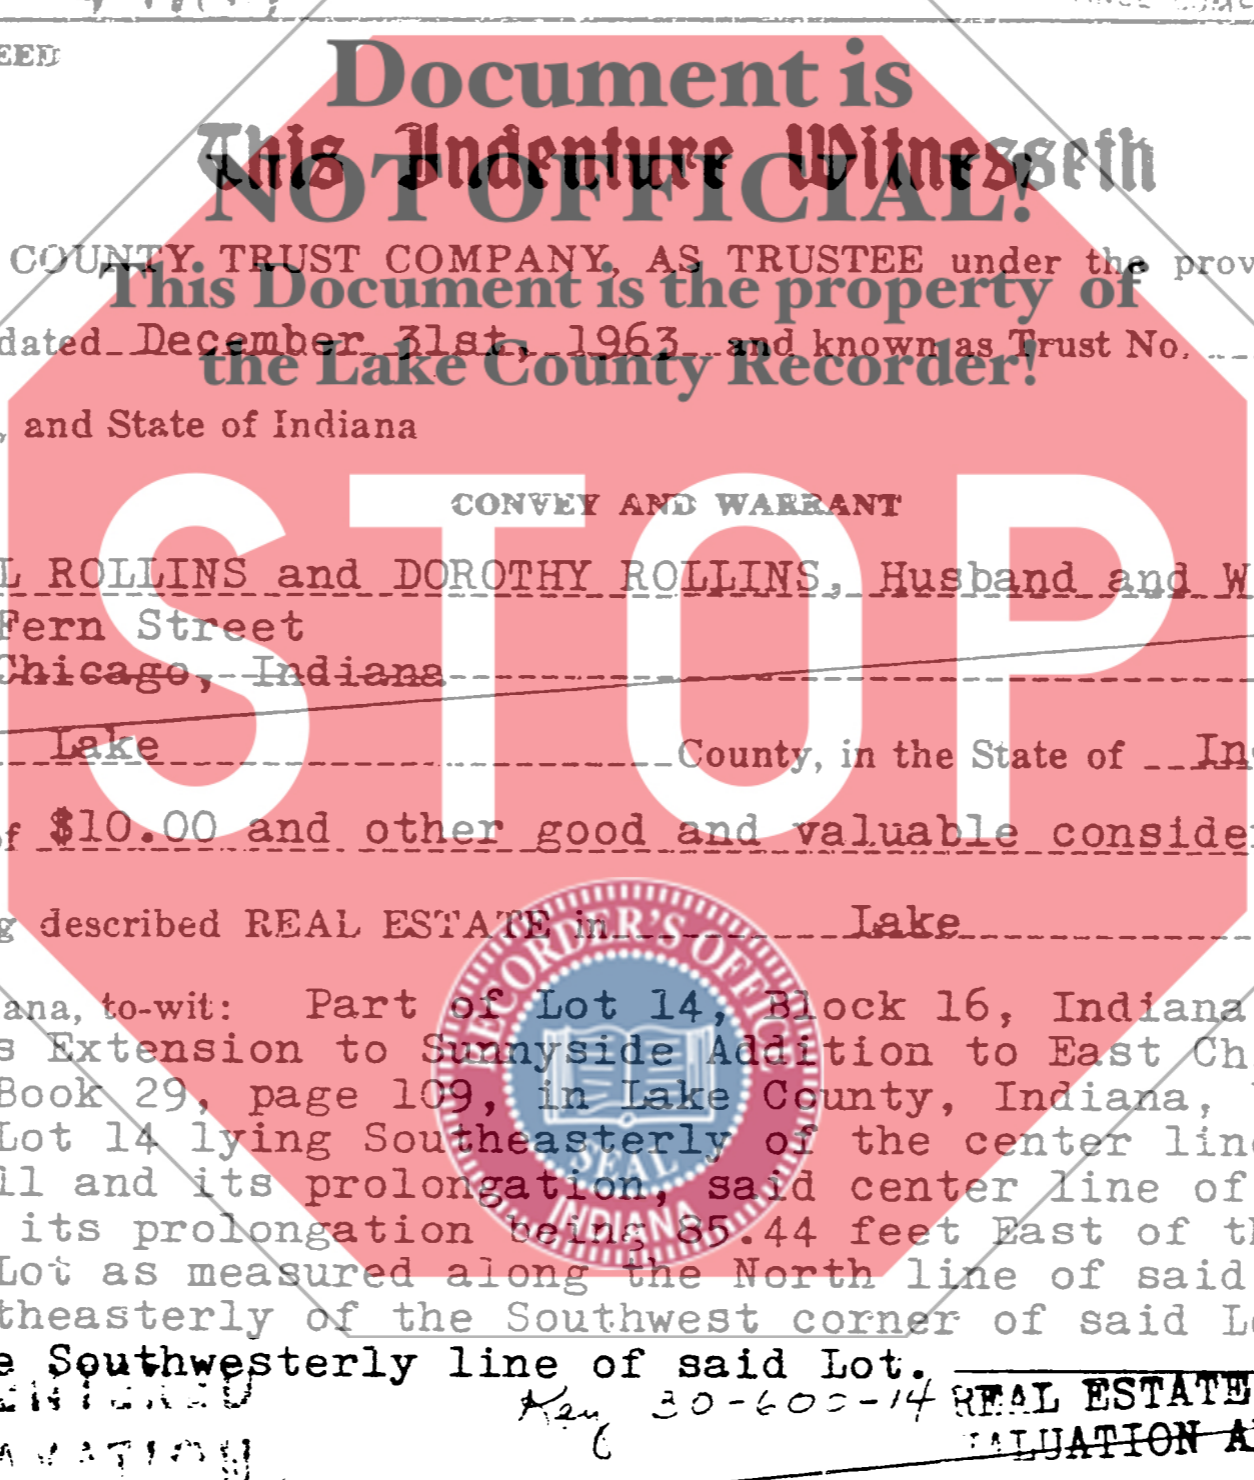 EED
Document is
This Indenture Witnesseth
NOT OFFICIAL!
COUNTY TRUST COMPANY, AS TRUSTEE under the prov
This Document is the property of
dated December 31st, 1963 and known as Trust No.
the Lake County Recorder!
, and State of Indiana
STOP
CONVEY AND WARRANT
L ROLLINS and DOROTHY ROLLINS, Husband and W
Fern Street
Chicago, Indiana
Lake County, in the State of In
of $10.00 and other good and valuable conside
g described REAL ESTATE in Lake
RECORDER'S OFFICE
SEAL
INDIANA
ana, to-wit: Part of Lot 14, Block 16, Indiana
s Extension to Sunnyside Addition to East Ch
Book 29, page 109, in Lake County, Indiana,
Lot 14 lying Southeasterly of the center line
ll and its prolongation, said center line of
its prolongation being 85.44 feet East of th
Lot as measured along the North line of said
theasterly of the Southwest corner of said Lo
e Southwesterly line of said Lot.
Key 30-600-14
REAL ESTATE
VALUATION A